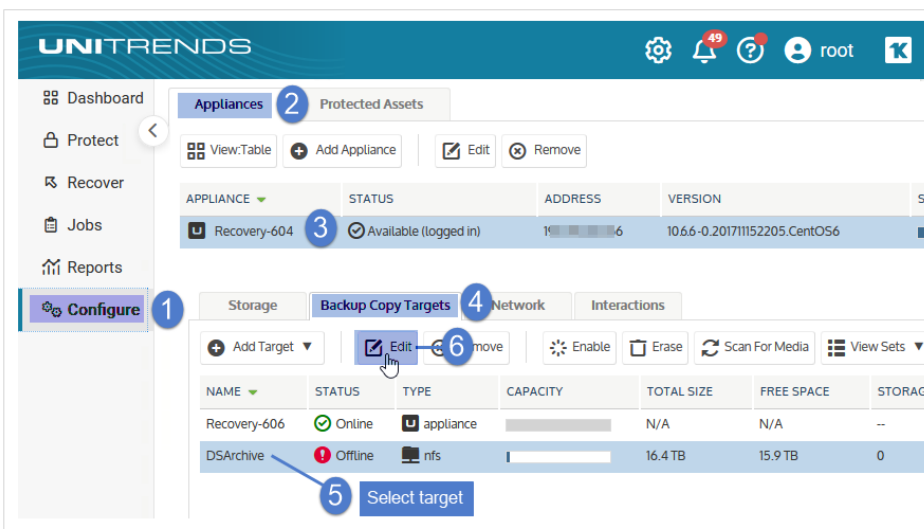 UNITRENDS
49
root
Dashboard
Appliances 2 Protected Assets
Protect
View:Table Add Appliance Edit Remove
Recover
APPLIANCE STATUS ADDRESS VERSION
Jobs
Recovery-604 3 Available (logged in) 10.6.6-0.201711152205.CentOS6
Reports
Configure 1
Storage Backup Copy Targets 4 Network Interactions
Add Target Edit 6 Enable Erase Scan For Media View Sets
NAME STATUS TYPE CAPACITY TOTAL SIZE FREE SPACE
Recovery-606 Online appliance N/A N/A --
DSArchive Offline nfs 16.4 TB 15.9 TB 0
5 Select target